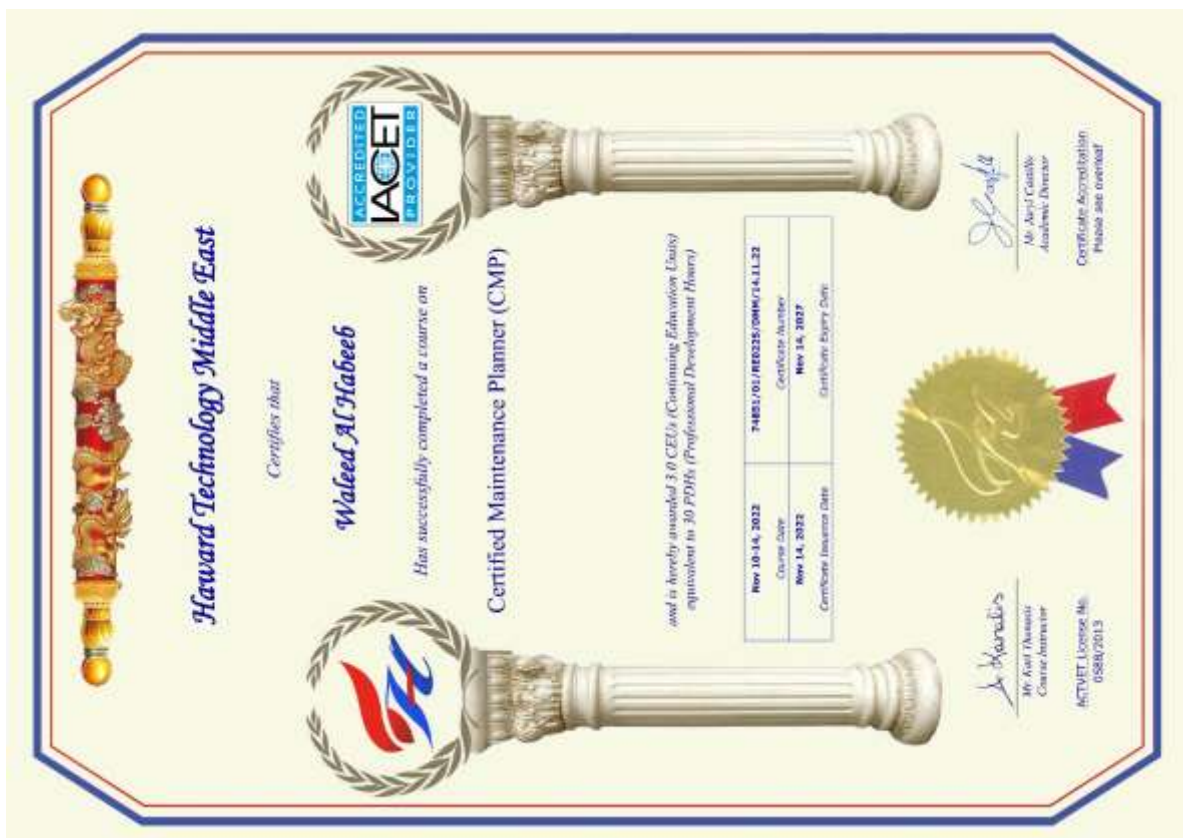 Haward Technology Middle East
Certifies that
Waleed Al Habeeb
Has successfully completed a course on
ACCREDITED
IACET
PROVIDER
Certified Maintenance Planner (CMP)
and is hereby awarded 3.0 CEUs (Continuing Education Units)
equivalent to 30 PDHs (Professional Development Hours)
Nov 10-14, 2022
Course Date
74851/01/RE0225/DMM/14.11.22
Certificate Number
Nov 14, 2022
Certificate Issuance Date
Nov 14, 2027
Certificate Expiry Date
Mr. Karl Thanasis
Course Instructor
Mr. Jaryl Castillo
Academic Director
ACTVET License No.
0588/2013
Certificate Accreditation
Please see overleaf